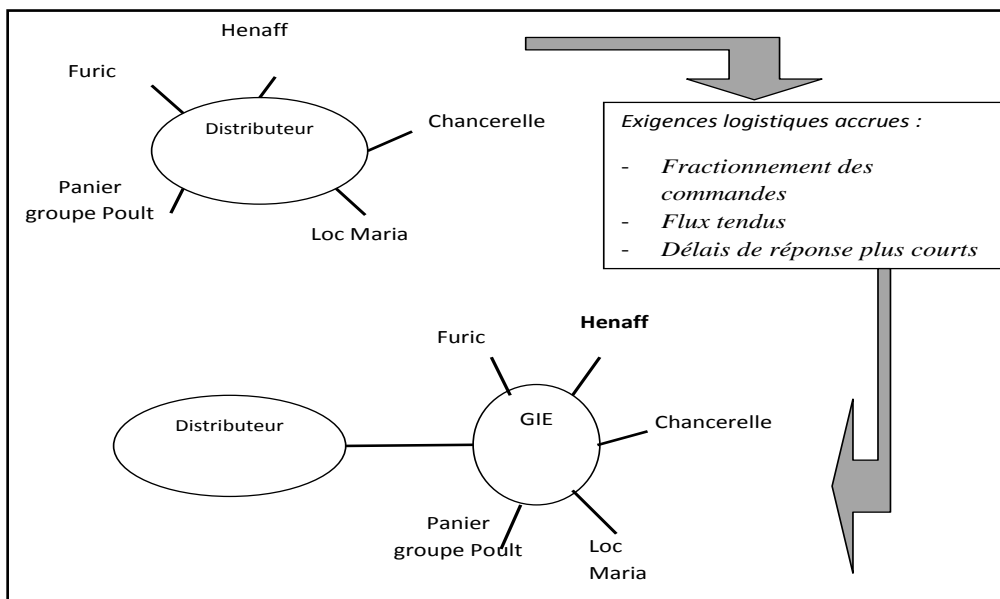 Henaff
Furic
Distributeur
Chancerelle
Panier
groupe Poult
Loc Maria
Exigences logistiques accrues :
- Fractionnement des
commandes
- Flux tendus
- Délais de réponse plus courts
Henaff
Furic
GIE
Distributeur
Chancerelle
Panier
groupe Poult
Loc
Maria